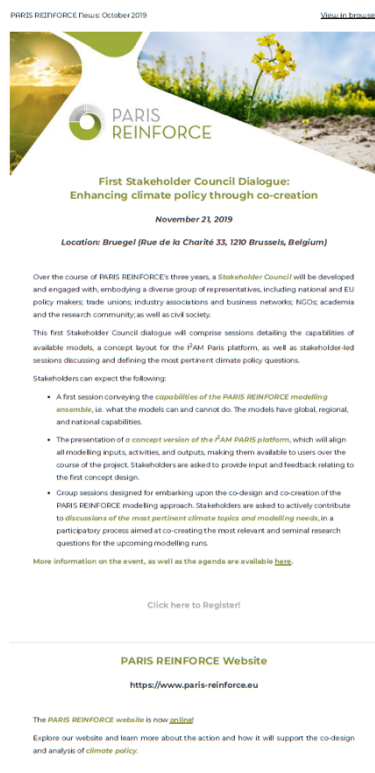 PARIS REINFORCE News: October 2019
View in browse
PARIS
REINFORCE
First Stakeholder Council Dialogue:
Enhancing climate policy through co-creation
November 21, 2019
Location: Bruegel (Rue de la Charité 33, 1210 Brussels, Belgium)
Over the course of PARIS REINFORCE's three years, a Stakeholder Council will be developed
and engaged with, embodying a diverse group of representatives, including national and EU
policy makers; trade unions; industry associations and business networks; NGOs; academia
and the research community; as well as civil society.
This first Stakeholder Council dialogue will comprise sessions detailing the capabilities of
available models, a concept layout for the I²AM Paris platform, as well as stakeholder-led
sessions discussing and defining the most pertinent climate policy questions.
Stakeholders can expect the following:
• A first session conveying the capabilities of the PARIS REINFORCE modelling
ensemble, i.e. what the models can and cannot do. The models have global, regional,
and national capabilities.
• The presentation of a concept version of the I²AM PARIS platform, which will align
all modelling inputs, activities, and outputs, making them available to users over the
course of the project. Stakeholders are asked to provide input and feedback relating to
the first concept design.
• Group sessions designed for embarking upon the co-design and co-creation of the
PARIS REINFORCE modelling approach. Stakeholders are asked to actively contribute
to discussions of the most pertinent climate topics and modelling needs, in a
participatory process aimed at co-creating the most relevant and seminal research
questions for the upcoming modelling runs.
More information on the event, as well as the agenda are available here.
Click here to Register!
PARIS REINFORCE Website
https://www.paris-reinforce.eu
The PARIS REINFORCE website is now online!
Explore our website and learn more about the action and how it will support the co-design
and analysis of climate policy.